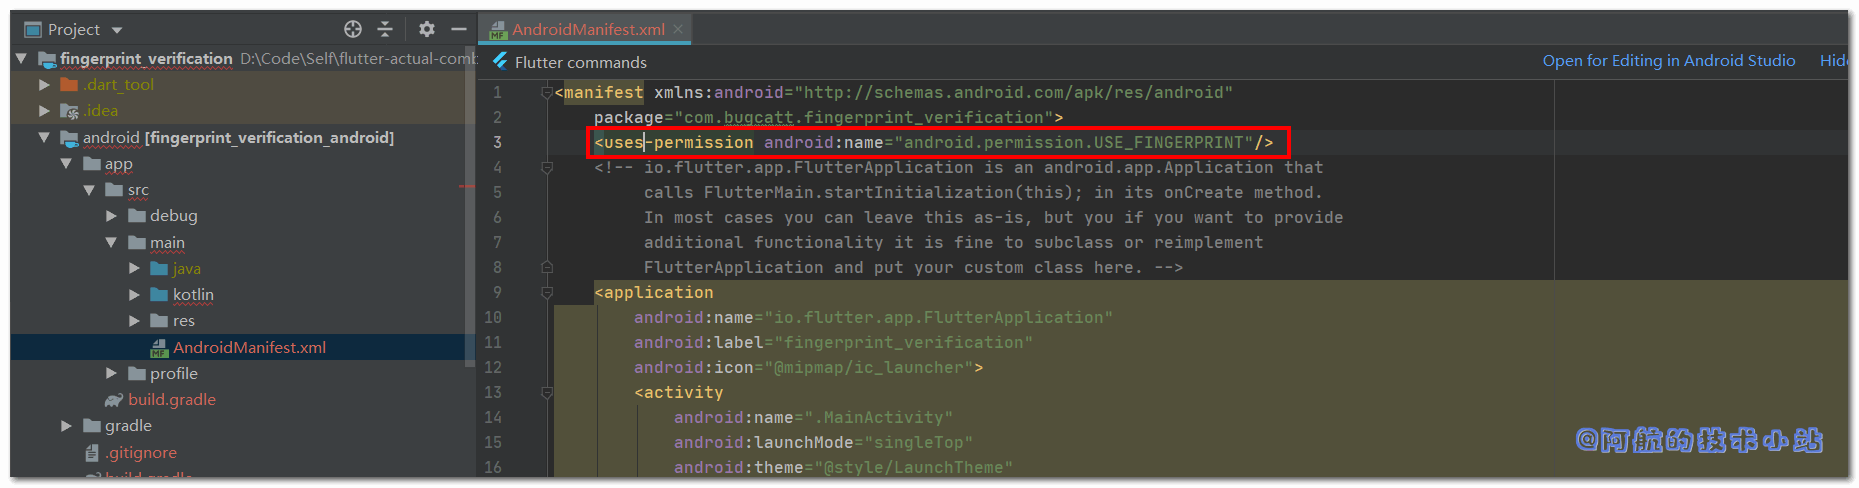 Project
fingerprint_verification D:\Code\Self\flutter-actual-comb
.dart_tool
.idea
android [fingerprint_verification_android]
app
src
debug
main
java
kotlin
res
MF AndroidManifest.xml
profile
build.gradle
gradle
.gitignore
build.gradle
MF AndroidManifest.xml
Flutter commands Open for Editing in Android Studio Hide
1 <manifest xmlns:android="http://schemas.android.com/apk/res/android"
2 package="com.bugcatt.fingerprint_verification">
3 <uses-permission android:name="android.permission.USE_FINGERPRINT"/>
4 <!-- io.flutter.app.FlutterApplication is an android.app.Application that
5 calls FlutterMain.startInitialization(this); in its onCreate method.
6 In most cases you can leave this as-is, but you if you want to provide
7 additional functionality it is fine to subclass or reimplement
8 FlutterApplication and put your custom class here. -->
9 <application
10 android:name="io.flutter.app.FlutterApplication"
11 android:label="fingerprint_verification"
12 android:icon="@mipmap/ic_launcher">
13 <activity
14 android:name=".MainActivity"
15 android:launchMode="singleTop"
16 android:theme="@style/LaunchTheme"
@阿航的技术小站